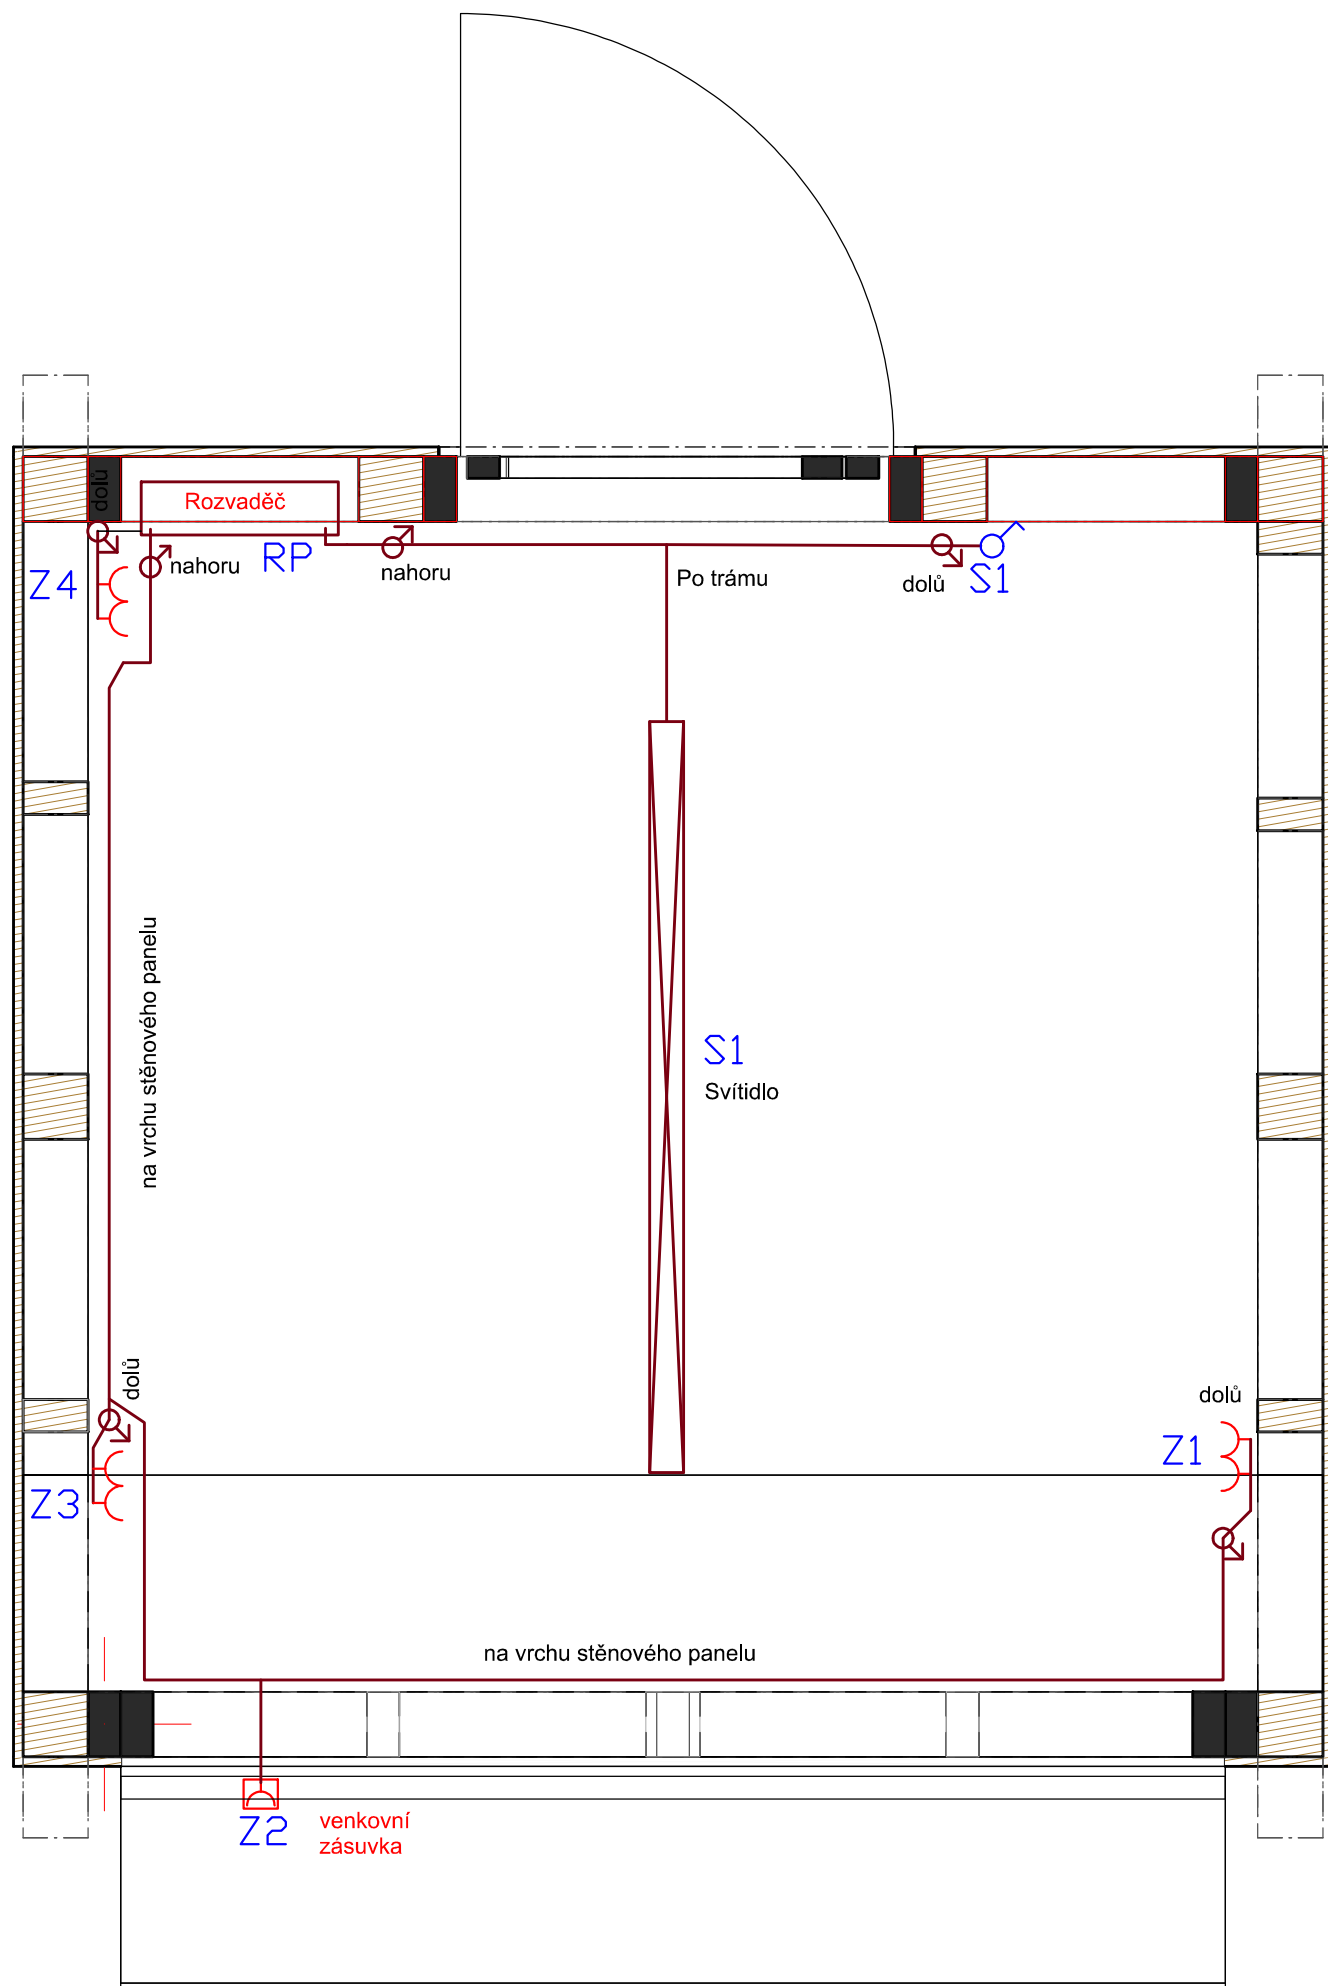 dolů
Rozvaděč
nahoru
RP
nahoru
Po trámu
dolů
S1
Z4
na vrchu stěnového panelu
S1
Svítidlo
dolů
dolů
Z1
Z3
na vrchu stěnového panelu
Z2
venkovní
zásuvka